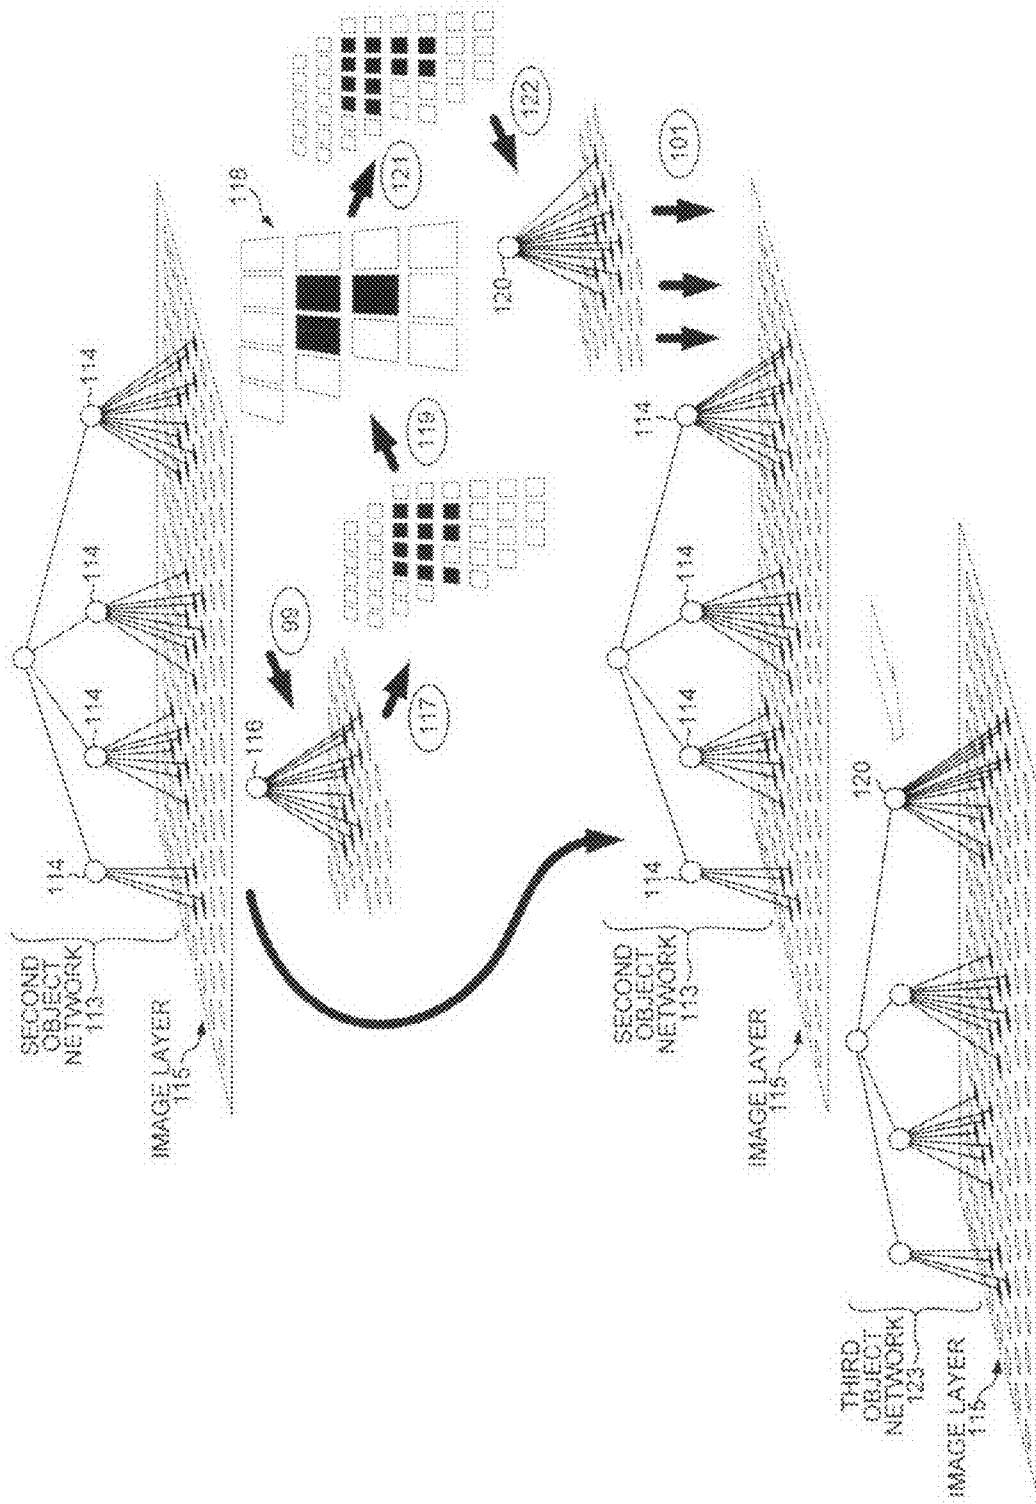 SECOND
OBJECT
NETWORK
113
IMAGE LAYER
115
114
114
114
114
99
116
117
119
118
121
122
120
101
SECOND
OBJECT
NETWORK
113
IMAGE LAYER
115
114
114
114
114
THIRD
OBJECT
NETWORK
123
IMAGE LAYER
115
120